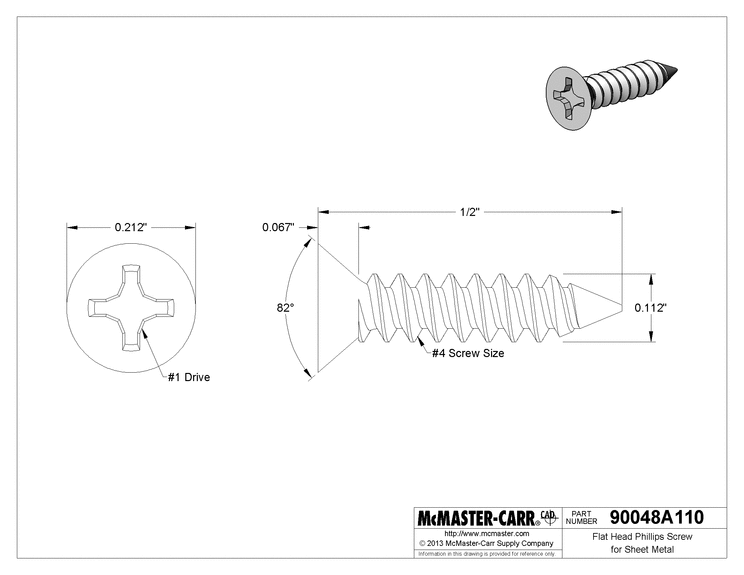 1/2"
0.212"
0.067"
82°
0.112"
#4 Screw Size
#1 Drive
McMASTER-CARR® CAD
http://www.mcmaster.com
© 2013 McMaster-Carr Supply Company
Information in this drawing is provided for reference only.
PART
NUMBER
90048A110
Flat Head Phillips Screw
for Sheet Metal